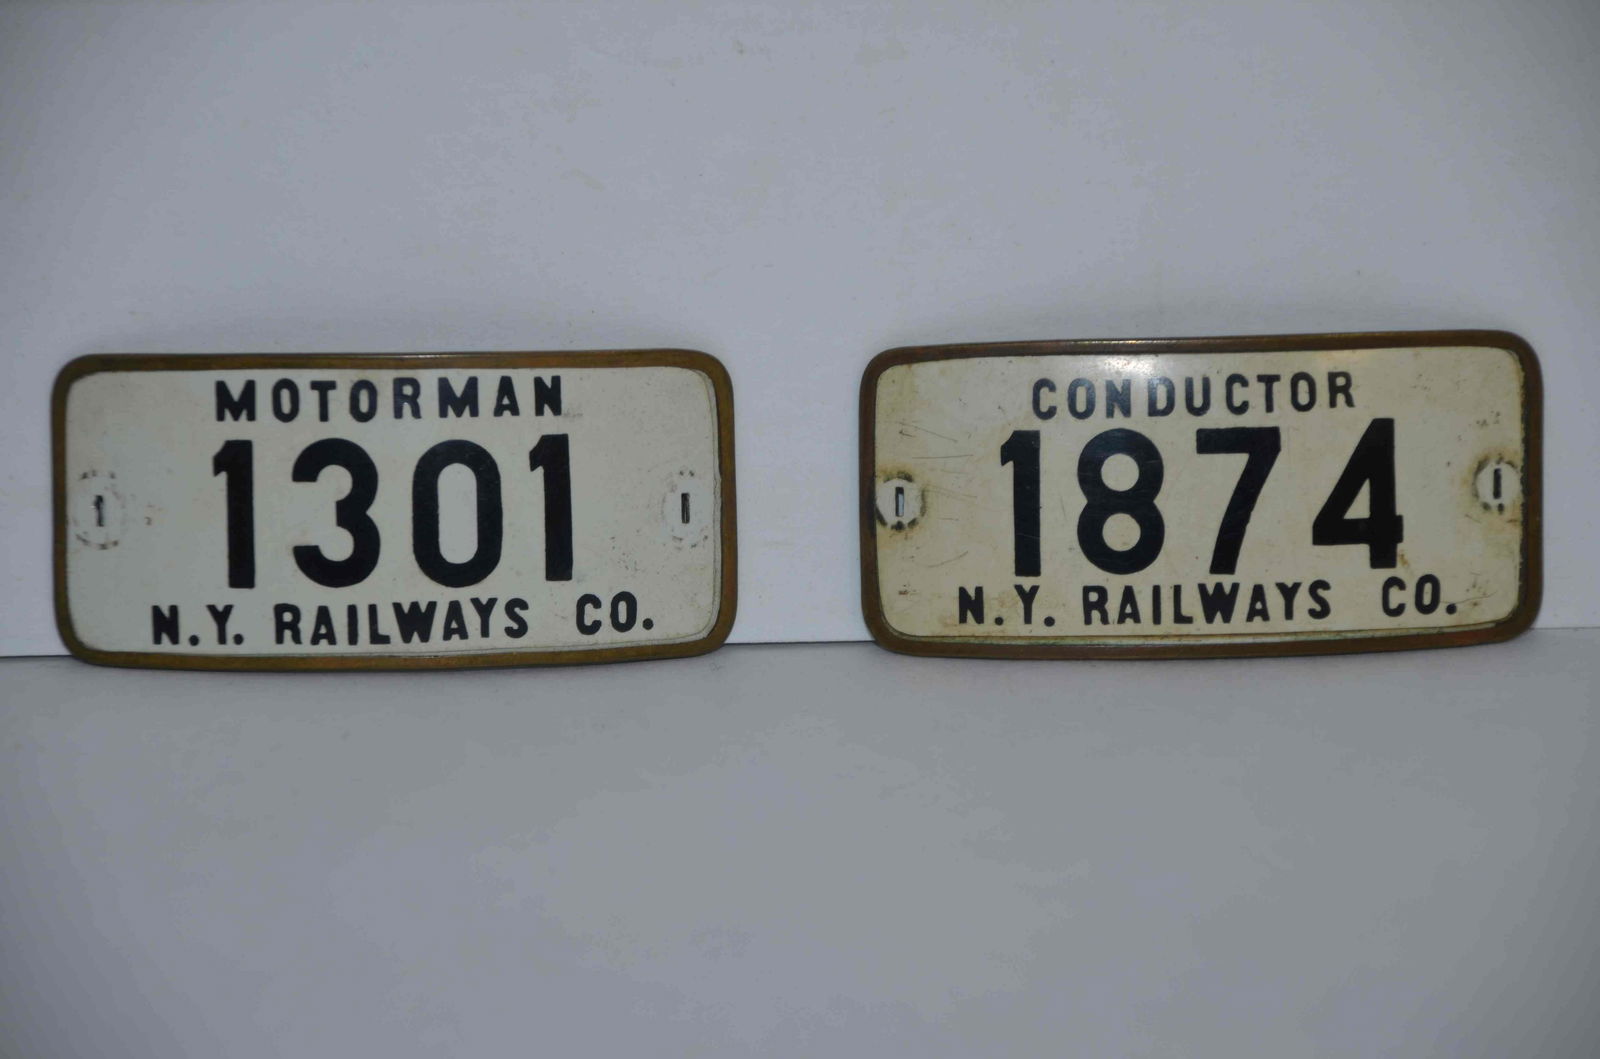 MOTORMAN
1301
N.Y. RAILWAYS CO.
CONDUCTOR
1874
N.Y. RAILWAYS CO.